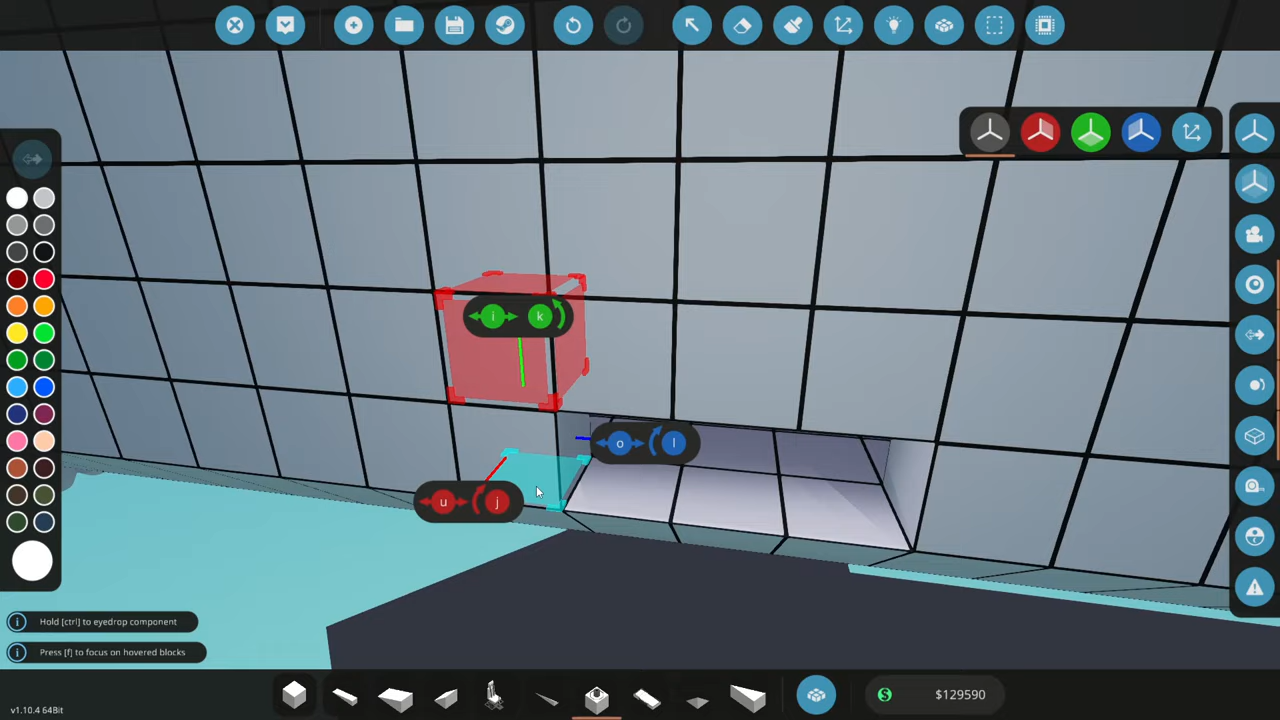 i k
o l
u j
Hold [ctrl] to eyedrop component
Press [f] to focus on hovered blocks
$ $129590
v1.10.4 64Bit